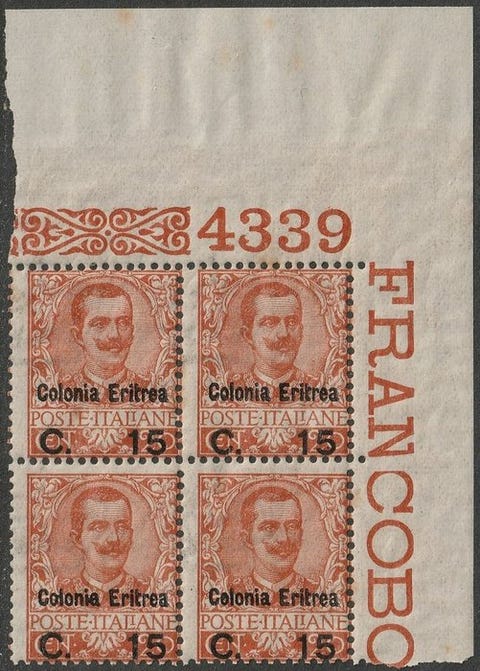 4339
FRANCOBO
Colonia Eritrea
POSTE·ITALIANE
C. 15
Colonia Eritrea
POSTE·ITALIANE
C. 15
Colonia Eritrea
POSTE·ITALIANE
C. 15
Colonia Eritrea
POSTE·ITALIANE
C. 15